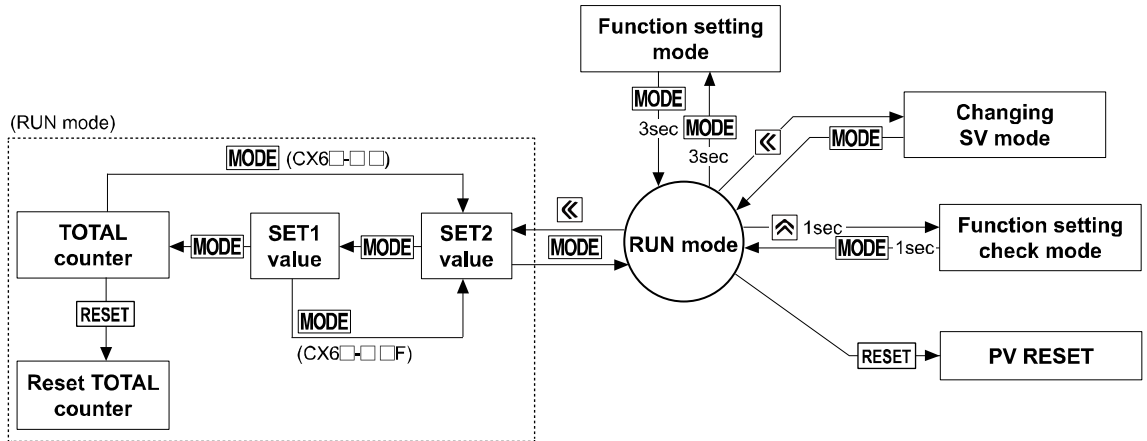 Function setting
mode
MODE
3sec
MODE
3sec
(RUN mode)
MODE (CX6□-□□)
TOTAL
counter
MODE
SET1
value
MODE
SET2
value
MODE
(CX6□-□□F)
RESET
Reset TOTAL
counter
MODE
RUN mode
Changing
SV mode
MODE
1sec
MODE 1sec
Function setting
check mode
RESET
PV RESET